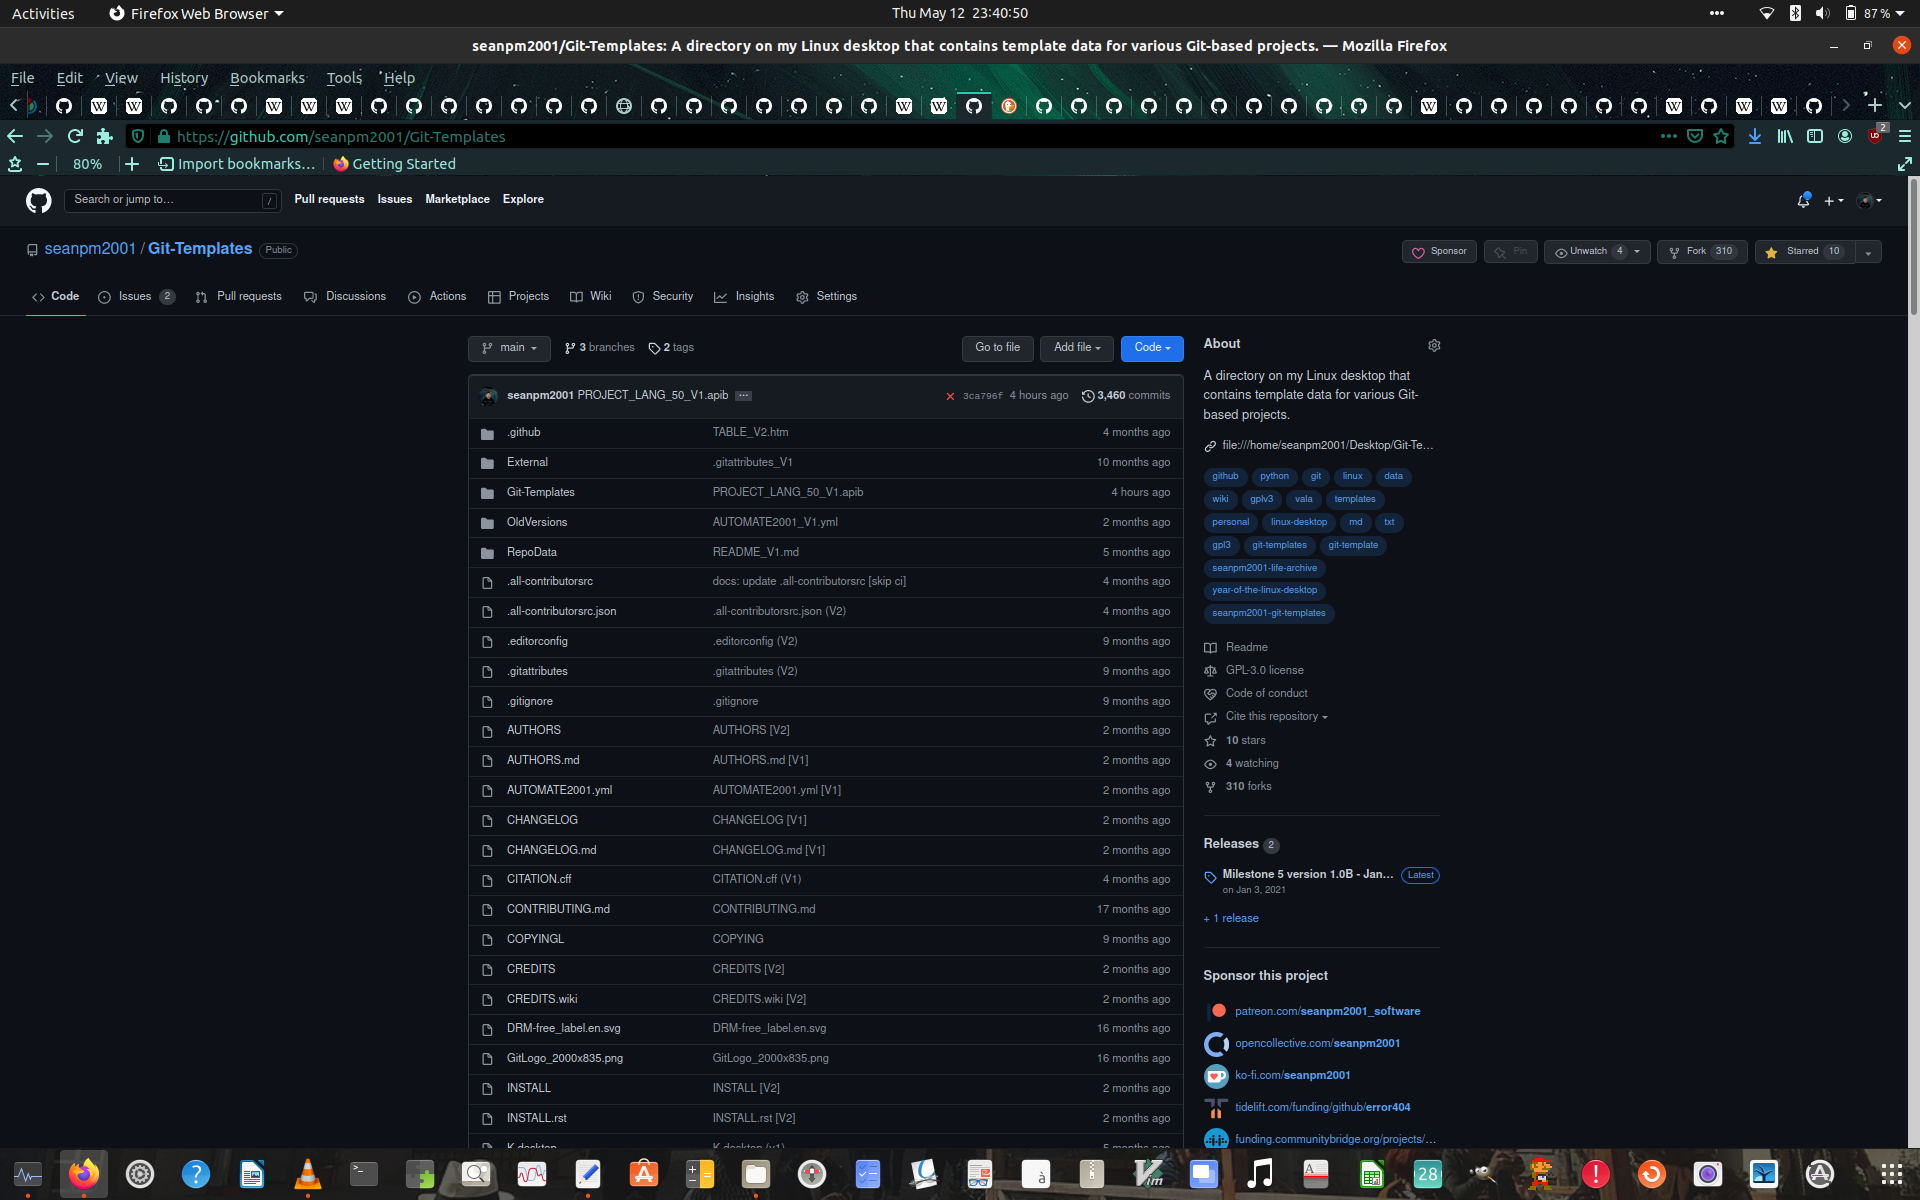 Activities Firefox Web Browser Thu May 12 23:40:50 87 %
seanpm2001/Git-Templates: A directory on my Linux desktop that contains template data for various Git-based projects. — Mozilla Firefox
File Edit View History Bookmarks Tools Help
https://github.com/seanpm2001/Git-Templates 2
80% Import bookmarks... Getting Started
Search or jump to... / Pull requests Issues Marketplace Explore
seanpm2001 / Git-Templates Public Sponsor Pin Unwatch 4 Fork 310 Starred 10
Code Issues 2 Pull requests Discussions Actions Projects Wiki Security Insights Settings
main 3 branches 2 tags Go to file Add file Code
seanpm2001 PROJECT_LANG_50_V1.apib ... 3ca796f 4 hours ago 3,460 commits
.github TABLE_V2.htm 4 months ago
External .gitattributes_V1 10 months ago
Git-Templates PROJECT_LANG_50_V1.apib 4 hours ago
OldVersions AUTOMATE2001_V1.yml 2 months ago
RepoData README_V1.md 5 months ago
.all-contributorsrc docs: update .all-contributorsrc [skip ci] 4 months ago
.all-contributorsrc.json .all-contributorsrc.json (V2) 4 months ago
.editorconfig .editorconfig (V2) 9 months ago
.gitattributes .gitattributes (V2) 9 months ago
.gitignore .gitignore 9 months ago
AUTHORS AUTHORS [V2] 2 months ago
AUTHORS.md AUTHORS.md [V1] 2 months ago
AUTOMATE2001.yml AUTOMATE2001.yml [V1] 2 months ago
CHANGELOG CHANGELOG [V1] 2 months ago
CHANGELOG.md CHANGELOG.md [V1] 2 months ago
CITATION.cff CITATION.cff (V1) 4 months ago
CONTRIBUTING.md CONTRIBUTING.md 17 months ago
COPYINGL COPYING 9 months ago
CREDITS CREDITS [V2] 2 months ago
CREDITS.wiki CREDITS.wiki [V2] 2 months ago
DRM-free_label.en.svg DRM-free_label.en.svg 16 months ago
GitLogo_2000x835.png GitLogo_2000x835.png 16 months ago
INSTALL INSTALL [V2] 2 months ago
INSTALL.rst INSTALL.rst [V2] 2 months ago
About
A directory on my Linux desktop that
contains template data for various Git-
based projects.
file:///home/seanpm2001/Desktop/Git-Te...
github python git linux data
wiki gplv3 vala templates
personal linux-desktop md txt
gpl3 git-templates git-template
seanpm2001-life-archive
year-of-the-linux-desktop
seanpm2001-git-templates
Readme
GPL-3.0 license
Code of conduct
Cite this repository
10 stars
4 watching
310 forks
Releases 2
Milestone 5 version 1.0B - Jan... Latest
on Jan 3, 2021
+ 1 release
Sponsor this project
patreon.com/seanpm2001_software
opencollective.com/seanpm2001
ko-fi.com/seanpm2001
tidelift.com/funding/github/error404
funding.communitybridge.org/projects/...
28